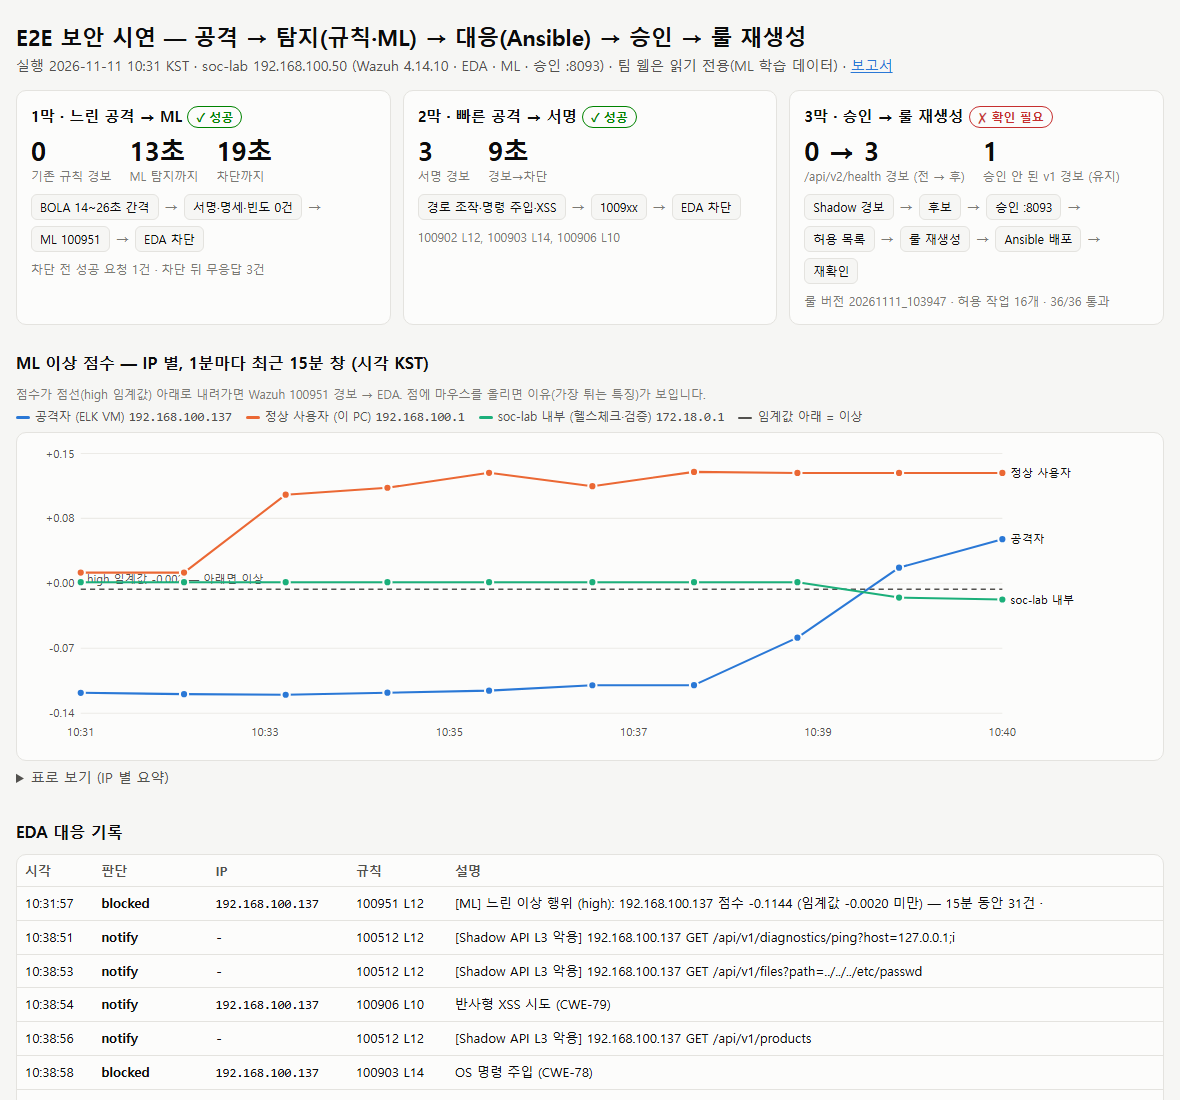 E2E 보안 시연 — 공격 → 탐지(규칙·ML) → 대응(Ansible) → 승인 → 룰 재생성
실행 2026-11-11 10:31 KST · soc-lab 192.168.100.50 (Wazuh 4.14.10 · EDA · ML · 승인 :8093) · 팀 웹은 읽기 전용(ML 학습 데이터) · 보고서
1막 · 느린 공격 → ML ✓ 성공
0 13초 19초
기존 규칙 경보 ML 탐지까지 차단까지
BOLA 14~26초 간격 → 서명·명세·빈도 0건 →
ML 100951 → EDA 차단
차단 전 성공 요청 1건 · 차단 뒤 무응답 3건
2막 · 빠른 공격 → 서명 ✓ 성공
3 9초
서명 경보 경보→차단
경로 조작·명령 주입·XSS → 1009xx → EDA 차단
100902 L12, 100903 L14, 100906 L10
3막 · 승인 → 룰 재생성 ✗ 확인 필요
0 → 3 1
/api/v2/health 경보 (전 → 후) 승인 안 된 v1 경보 (유지)
Shadow 경보 → 후보 → 승인 :8093 →
허용 목록 → 룰 재생성 → Ansible 배포 →
재확인
룰 버전 20261111_103947 · 허용 작업 16개 · 36/36 통과
ML 이상 점수 — IP 별, 1분마다 최근 15분 창 (시각 KST)
점수가 점선(high 임계값) 아래로 내려가면 Wazuh 100951 경보 → EDA. 점에 마우스를 올리면 이유(가장 튀는 특징)가 보입니다.
공격자 (ELK VM) 192.168.100.137 정상 사용자 (이 PC) 192.168.100.1 soc-lab 내부 (헬스체크·검증) 172.18.0.1 임계값 아래 = 이상
+0.15
정상 사용자
+0.08
공격자
+0.00
high 임계값 -0.002 — 아래면 이상
soc-lab 내부
-0.07
-0.14
10:31 10:33 10:35 10:37 10:39 10:40
▶ 표로 보기 (IP 별 요약)
EDA 대응 기록
시각 판단 IP 규칙 설명
10:31:57 blocked 192.168.100.137 100951 L12 [ML] 느린 이상 행위 (high): 192.168.100.137 점수 -0.1144 (임계값 -0.0020 미만) — 15분 동안 31건 ·
10:38:51 notify - 100512 L12 [Shadow API L3 악용] 192.168.100.137 GET /api/v1/diagnostics/ping?host=127.0.0.1;i
10:38:53 notify - 100512 L12 [Shadow API L3 악용] 192.168.100.137 GET /api/v1/files?path=../../../etc/passwd
10:38:54 notify 192.168.100.137 100906 L10 반사형 XSS 시도 (CWE-79)
10:38:56 notify - 100512 L12 [Shadow API L3 악용] 192.168.100.137 GET /api/v1/products
10:38:58 blocked 192.168.100.137 100903 L14 OS 명령 주입 (CWE-78)